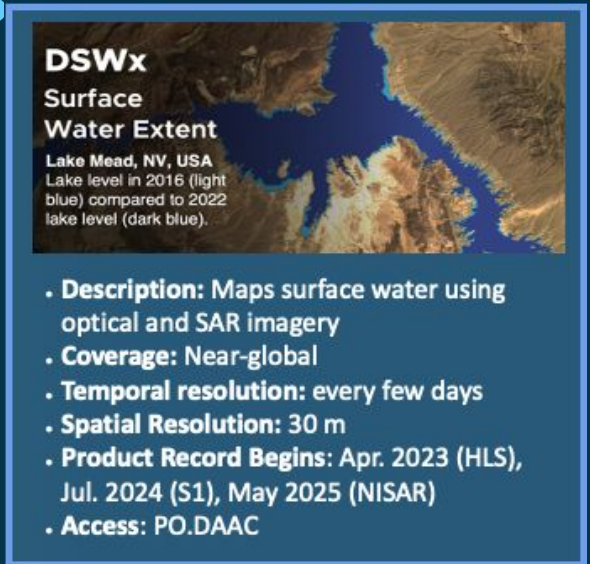 DSWx
Surface
Water Extent
Lake Mead, NV, USA
Lake level in 2016 (light
blue) compared to 2022
lake level (dark blue).
• Description: Maps surface water using
optical and SAR imagery
• Coverage: Near-global
• Temporal resolution: every few days
• Spatial Resolution: 30 m
• Product Record Begins: Apr. 2023 (HLS),
Jul. 2024 (S1), May 2025 (NISAR)
• Access: PO.DAAC